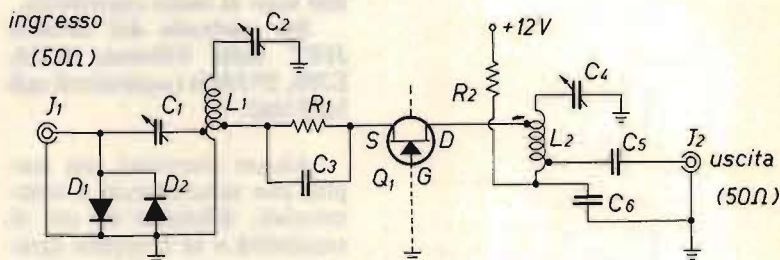 ingresso
(50Ω)
J1
C1
C2
L1
D1
D2
R1
C3
S
D
Q1
G
+12V
R2
C4
L2
C5
C6
J2
uscita
(50Ω)